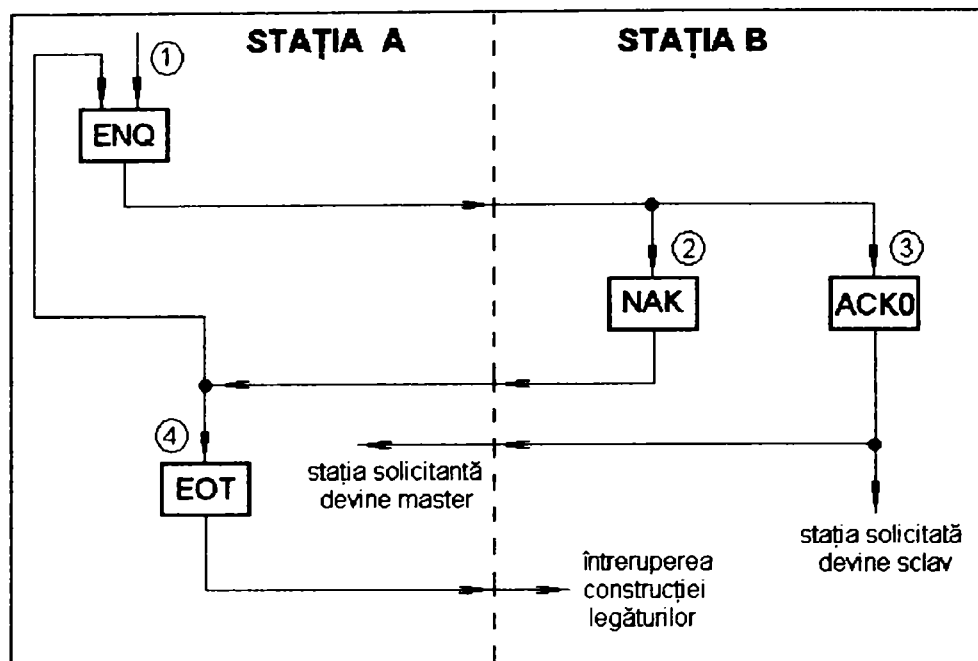 STAȚIA A
STAȚIA B
1
ENQ
2
3
NAK
ACK0
4
EOT
stația solicitantă
devine master
stația solicitată
devine sclav
întreruperea
construcției
legăturilor